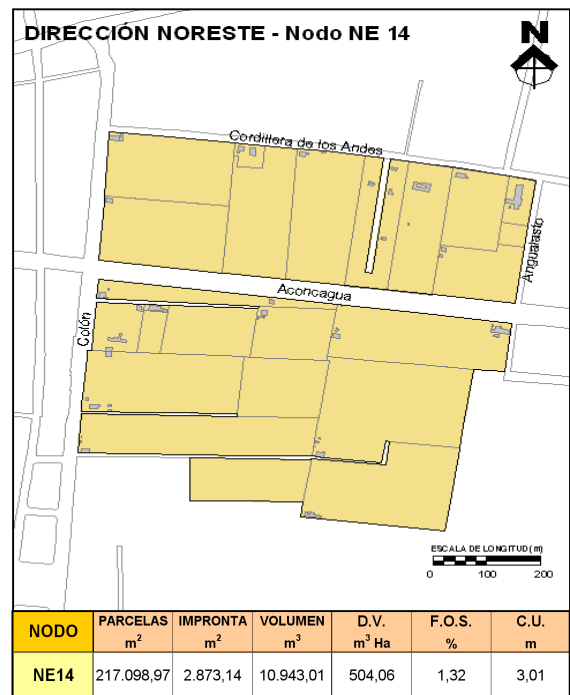 DIRECCIÓN NORESTE - Nodo NE 14
N
Cordillera de los Andes
Angualasto
Aconcagua
Colón
ESCALA DE LONGITUD (m)
0 100 200
NODO PARCELAS m² IMPRONTA m² VOLUMEN m³ D.V. m³ Ha F.O.S. % C.U. m
NE14 217.098,97 2.873,14 10.943,01 504,06 1,32 3,01